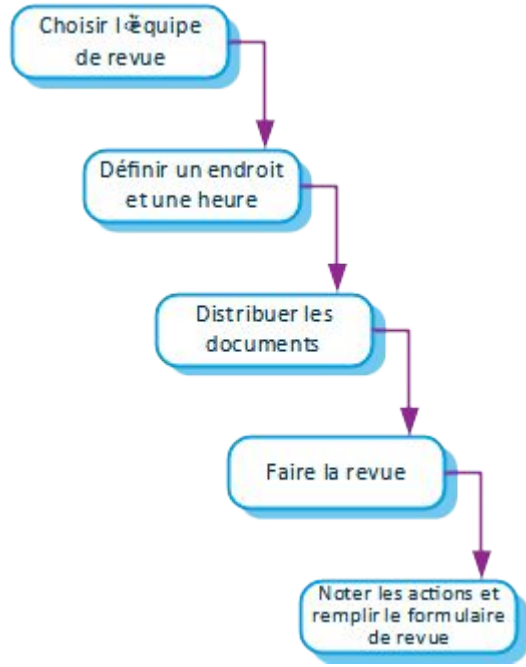 Choisir l'équipe
de revue
Définir un endroit
et une heure
Distribuer les
documents
Faire la revue
Noter les actions et
remplir le formulaire
de revue